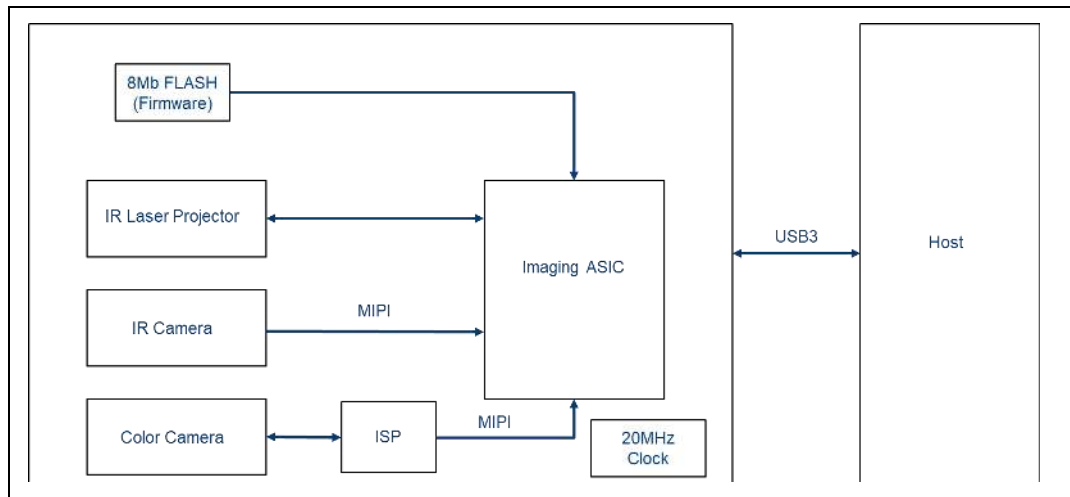 8Mb FLASH
(Firmware)
IR Laser Projector
Imaging ASIC
USB3
Host
MIPI
IR Camera
Color Camera
ISP
MIPI
20MHz
Clock